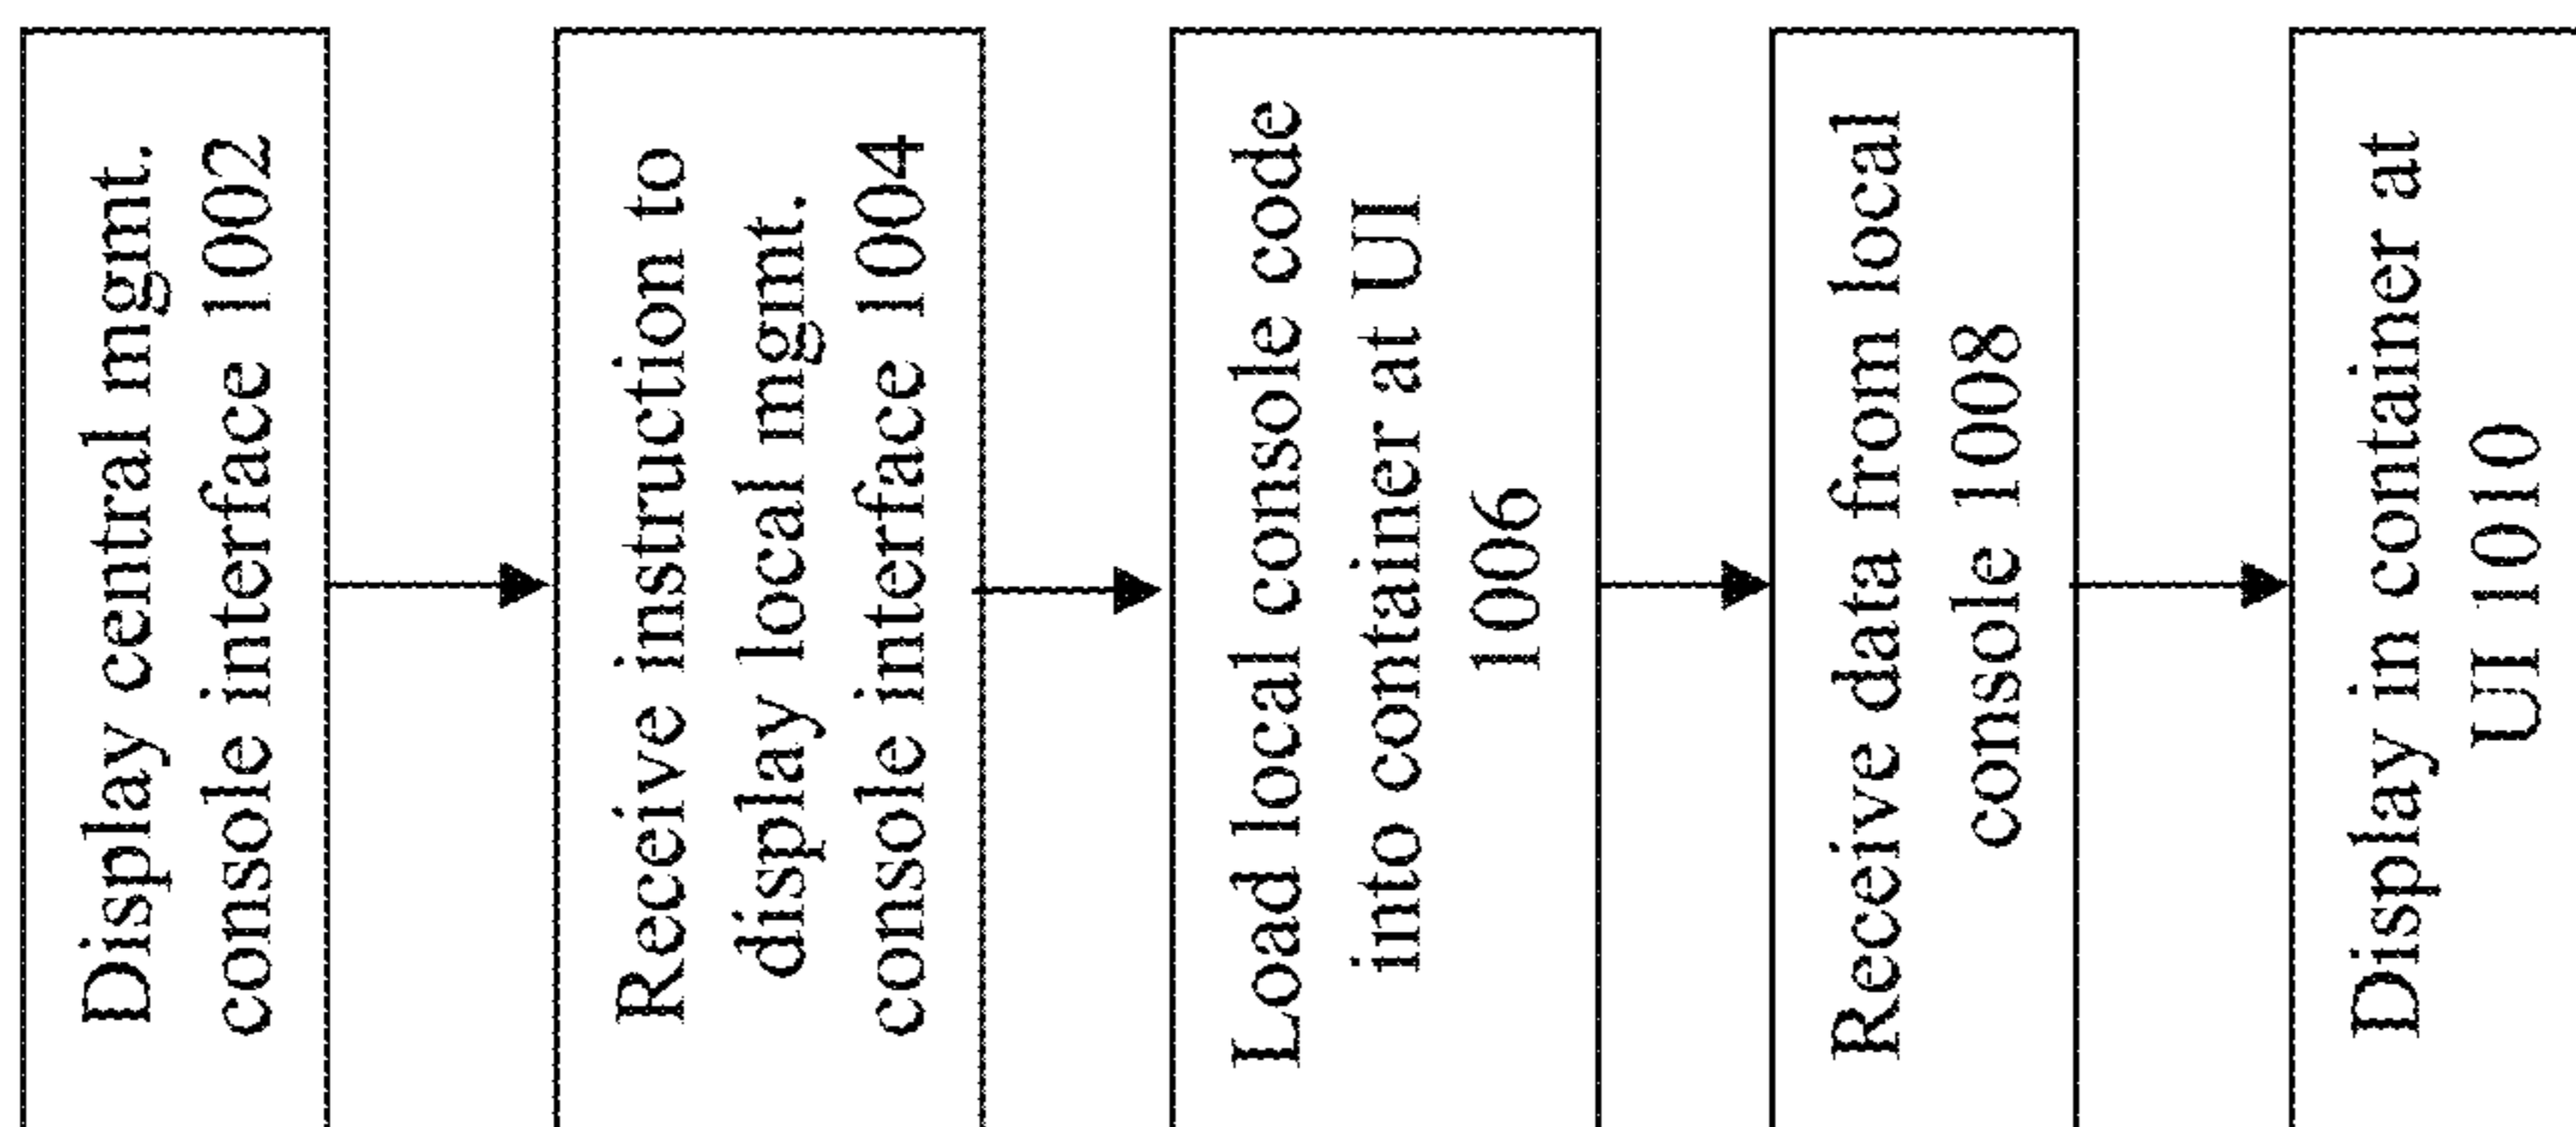 Display central mgmt.
console interface 1002
Receive instruction to
display local mgmt.
console interface 1004
Load local console code
into container at UI
1006
Receive data from local
console 1008
Display in container at
UI 1010